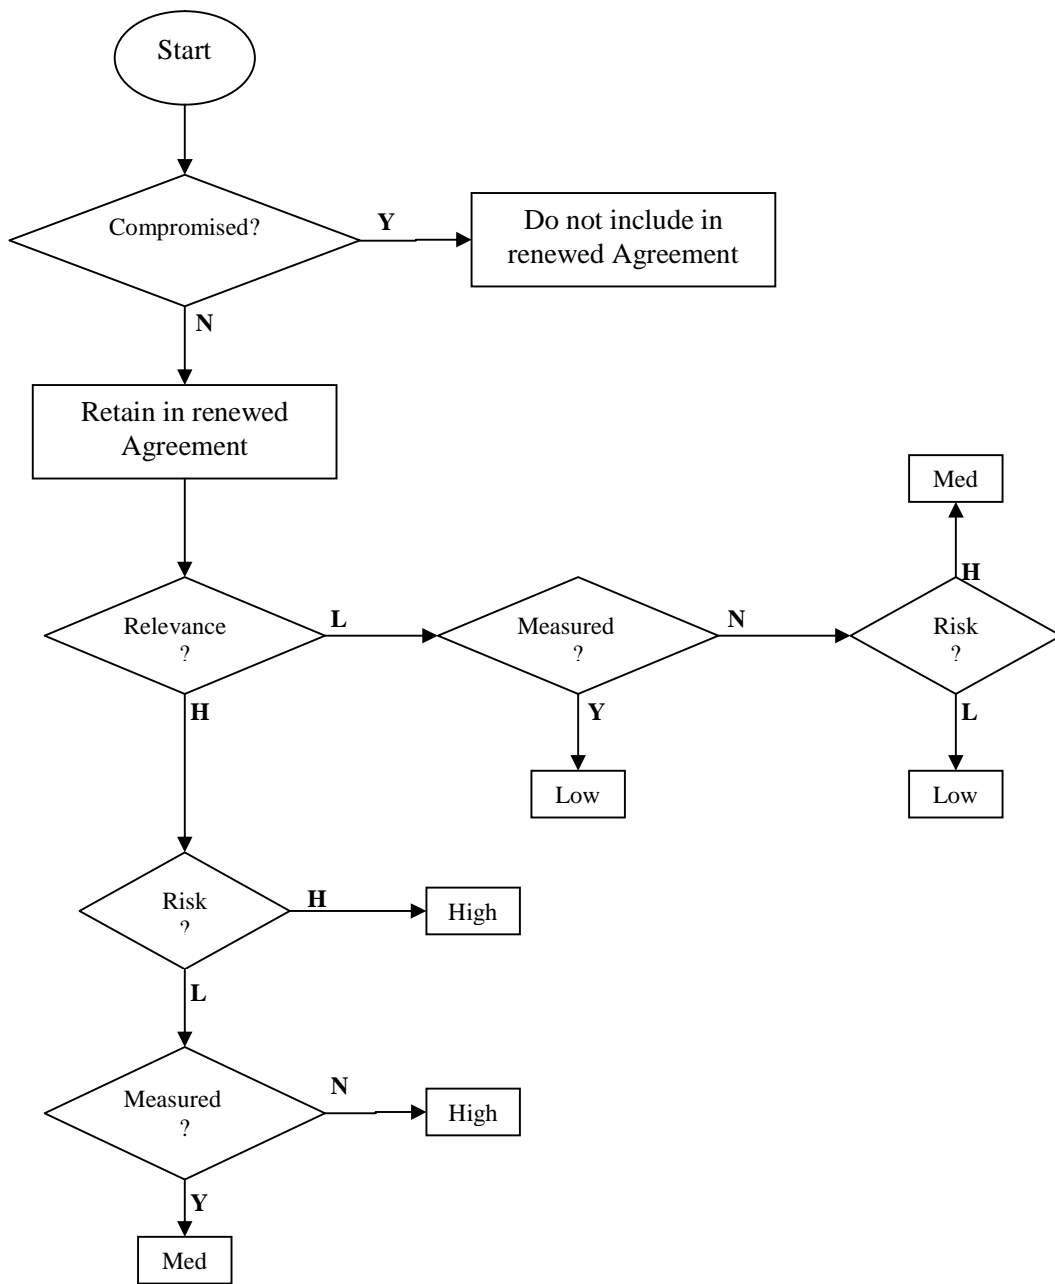 Start
Compromised?
Y
Do not include in
renewed Agreement
N
Retain in renewed
Agreement
Med
H
Relevance
?
L
Measured
?
N
Risk
?
H
Y
L
Low
Low
Risk
?
H
High
L
Measured
?
N
High
Y
Med